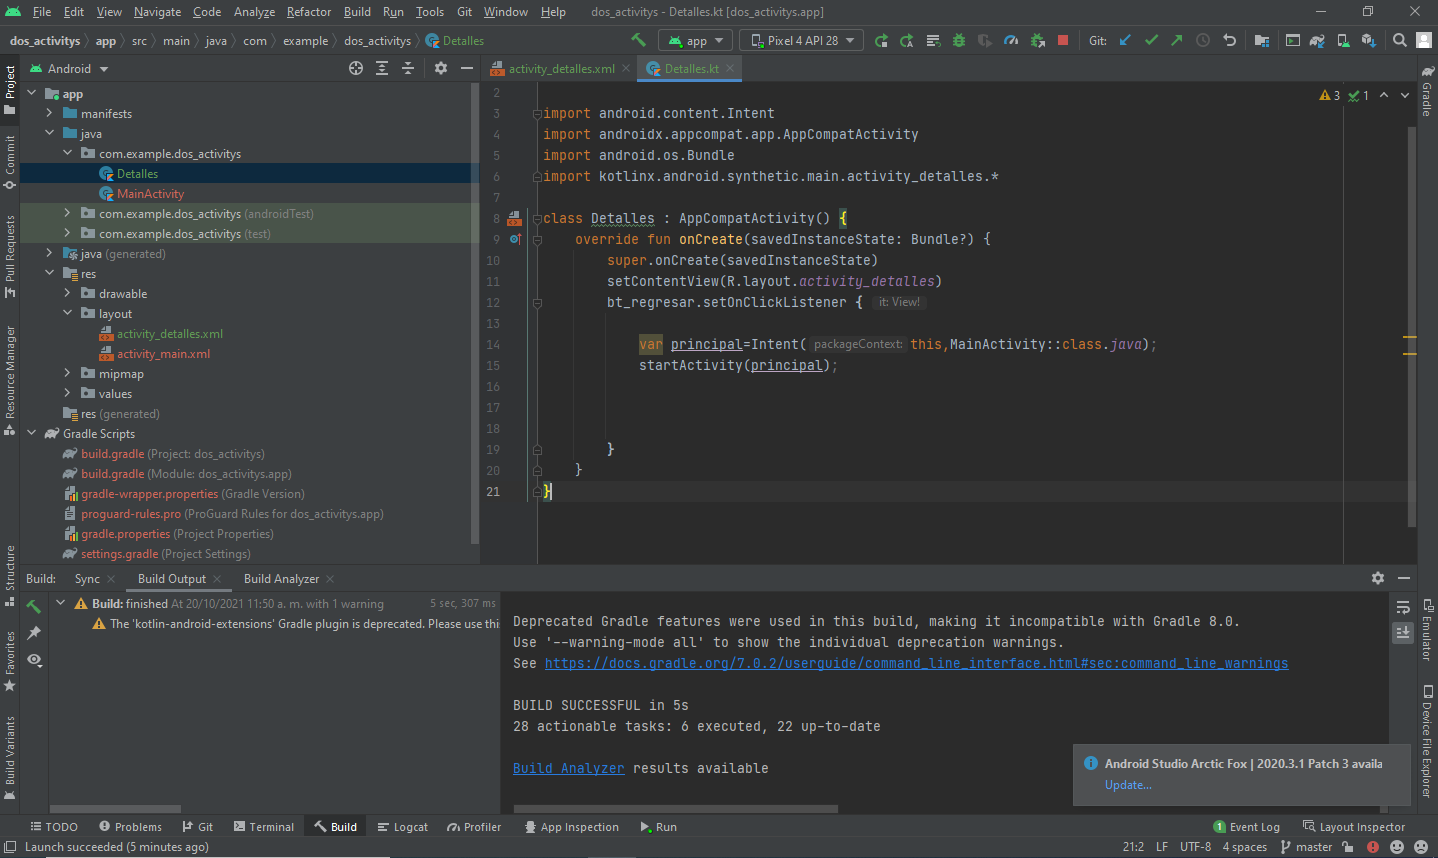 File Edit View Navigate Code Analyze Refactor Build Run Tools Git Window Help dos_activitys - Detalles.kt [dos_activitys.app]
dos_activitys app src main java com example dos_activitys Detalles app Pixel 4 API 28 Git:
Android
activity_detalles.xml Detalles.kt
Project
Commit
Pull Requests
Resource Manager
Structure
Favorites
Build Variants
app
manifests
java
com.example.dos_activitys
Detalles
MainActivity
com.example.dos_activitys (androidTest)
com.example.dos_activitys (test)
java (generated)
res
drawable
layout
activity_detalles.xml
activity_main.xml
mipmap
values
res (generated)
Gradle Scripts
build.gradle (Project: dos_activitys)
build.gradle (Module: dos_activitys.app)
gradle-wrapper.properties (Gradle Version)
proguard-rules.pro (ProGuard Rules for dos_activitys.app)
gradle.properties (Project Properties)
settings.gradle (Project Settings)
3 1
2
3 import android.content.Intent
4 import androidx.appcompat.app.AppCompatActivity
5 import android.os.Bundle
6 import kotlinx.android.synthetic.main.activity_detalles.*
7
8 class Detalles : AppCompatActivity() {
9 override fun onCreate(savedInstanceState: Bundle?) {
10 super.onCreate(savedInstanceState)
11 setContentView(R.layout.activity_detalles)
12 bt_regresar.setOnClickListener { it: View!
13
14 var principal=Intent( packageContext: this,MainActivity::class.java);
15 startActivity(principal);
16
17
18
19 }
20 }
21 }
Gradle
Emulator
Device File Explorer
Build: Sync Build Output Build Analyzer
Build: finished At 20/10/2021 11:50 a. m. with 1 warning 5 sec, 307 ms
The 'kotlin-android-extensions' Gradle plugin is deprecated. Please use thi
Deprecated Gradle features were used in this build, making it incompatible with Gradle 8.0.
Use '--warning-mode all' to show the individual deprecation warnings.
See https://docs.gradle.org/7.0.2/userguide/command_line_interface.html#sec:command_line_warnings
BUILD SUCCESSFUL in 5s
28 actionable tasks: 6 executed, 22 up-to-date
Build Analyzer results available
Android Studio Arctic Fox | 2020.3.1 Patch 3 availa
Update...
TODO Problems Git Terminal Build Logcat Profiler App Inspection Run 1 Event Log Layout Inspector
Launch succeeded (5 minutes ago) 21:2 LF UTF-8 4 spaces master